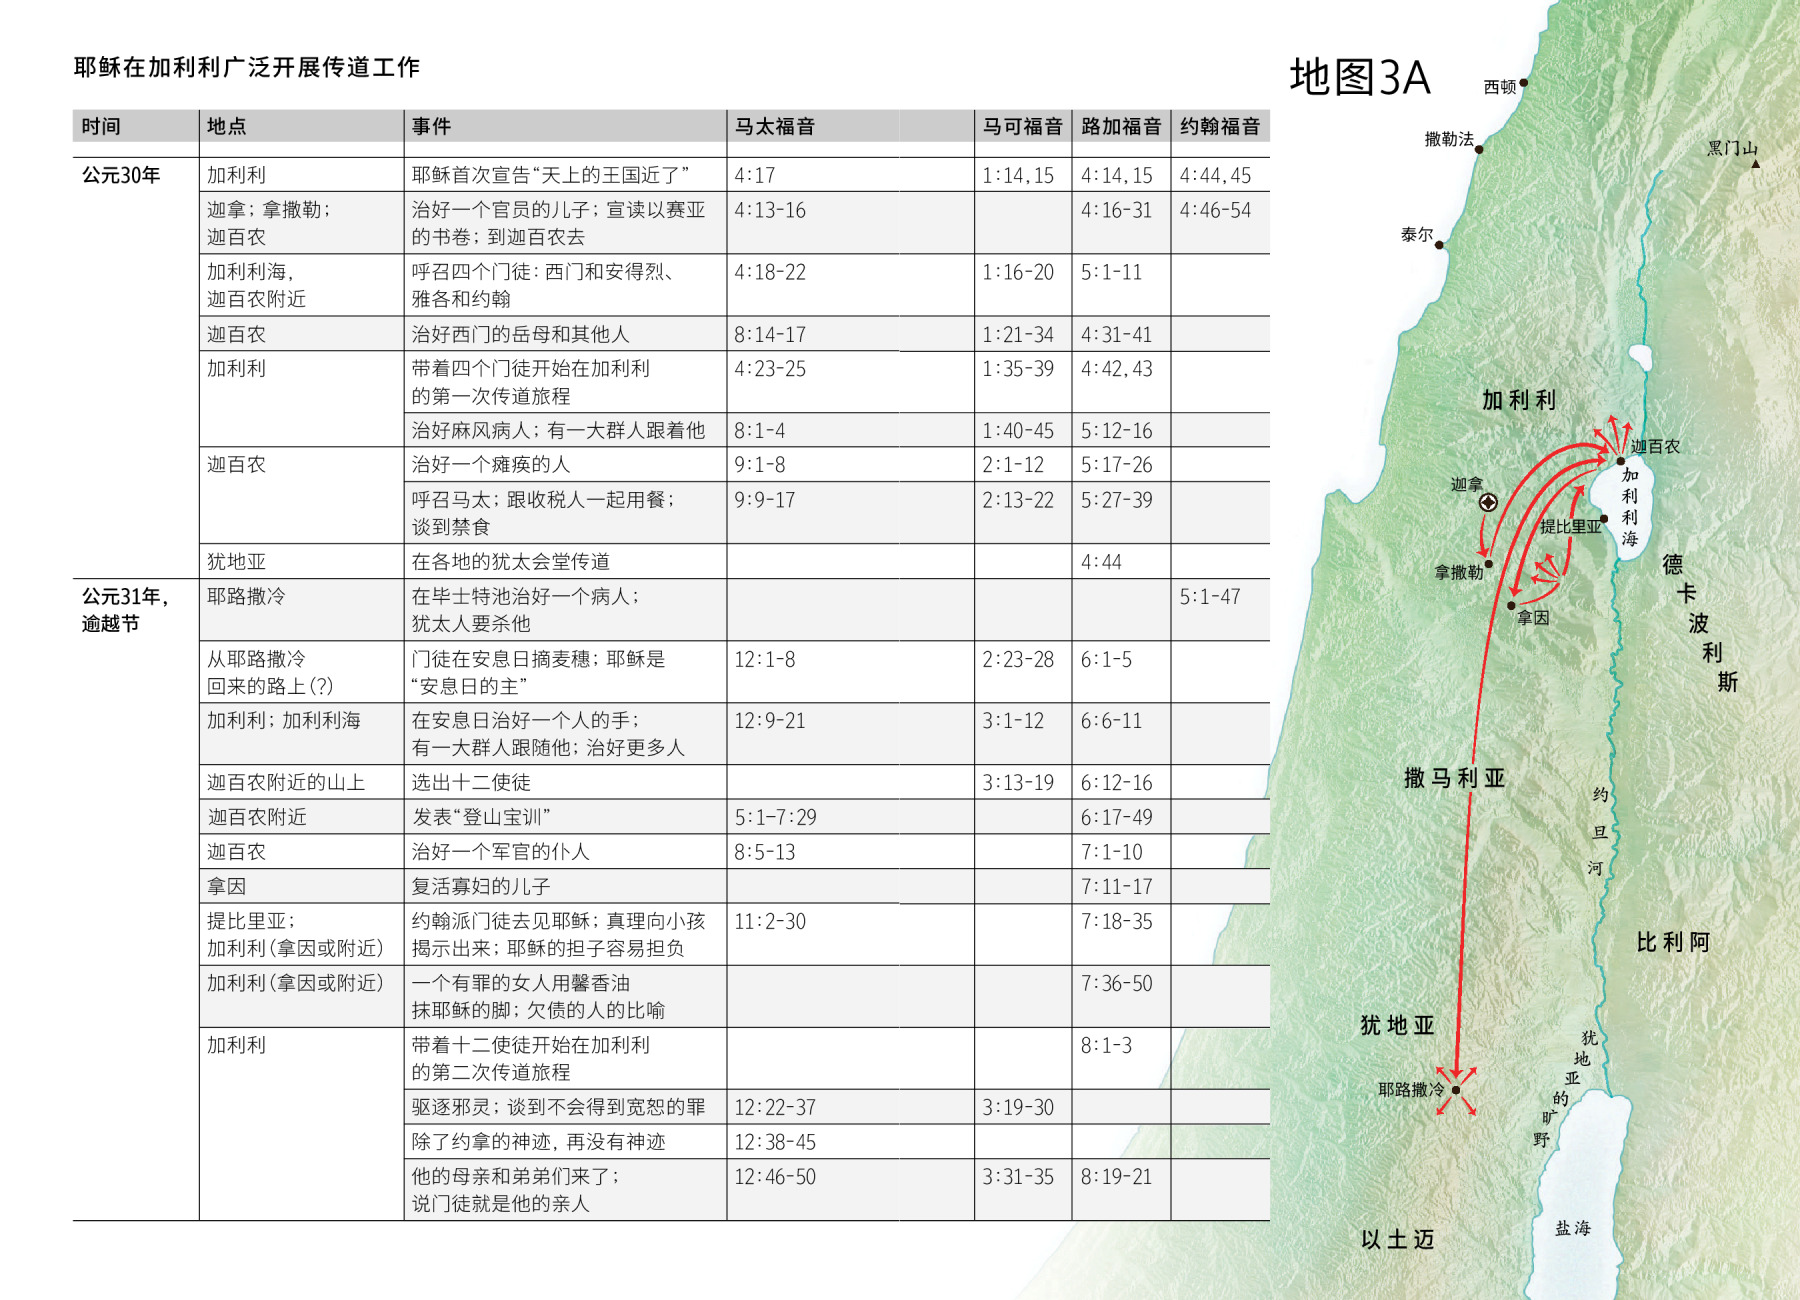 耶稣在加利利广泛开展传道工作
时间 地点 事件 马太福音 马可福音 路加福音 约翰福音
公元30年 加利利 耶稣首次宣告“天上的王国近了” 4:17 1:14,15 4:14,15 4:44,45
迦拿；拿撒勒； 治好一个官员的儿子；宣读以赛亚 4:13-16 4:16-31 4:46-54
迦百农 的书卷；到迦百农去
加利利海， 呼召四个门徒：西门和安得烈、 4:18-22 1:16-20 5:1-11
迦百农附近 雅各和约翰
迦百农 治好西门的岳母和其他人 8:14-17 1:21-34 4:31-41
加利利 带着四个门徒开始在加利利 4:23-25 1:35-39 4:42,43
的第一次传道旅程
治好麻风病人；有一大群人跟着他 8:1-4 1:40-45 5:12-16
迦百农 治好一个瘫痪的人 9:1-8 2:1-12 5:17-26
呼召马太；跟收税人一起用餐； 9:9-17 2:13-22 5:27-39
谈到禁食
犹地亚 在各地的犹太会堂传道 4:44
公元31年， 耶路撒冷 在毕士特池治好一个病人； 5:1-47
逾越节 犹太人要杀他
从耶路撒冷 门徒在安息日摘麦穗；耶稣是 12:1-8 2:23-28 6:1-5
回来的路上(?) “安息日的主”
加利利；加利利海 在安息日治好一个人的手； 12:9-21 3:1-12 6:6-11
有一大群人跟随他；治好更多人
迦百农附近的山上 选出十二使徒 3:13-19 6:12-16
迦百农附近 发表“登山宝训” 5:1–7:29 6:17-49
迦百农 治好一个军官的仆人 8:5-13 7:1-10
拿因 复活寡妇的儿子 7:11-17
提比里亚； 约翰派门徒去见耶稣；真理向小孩 11:2-30 7:18-35
加利利(拿因或附近) 揭示出来；耶稣的担子容易担负
加利利(拿因或附近) 一个有罪的女人用馨香油 7:36-50
抹耶稣的脚；欠债的人的比喻
加利利 带着十二使徒开始在加利利 8:1-3
的第二次传道旅程
驱逐邪灵；谈到不会得到宽恕的罪 12:22-37 3:19-30
除了约拿的神迹，再没有神迹 12:38-45
他的母亲和弟弟们来了； 12:46-50 3:31-35 8:19-21
说门徒就是他的亲人
地图3A
西顿
撒勒法
黑门山
泰尔
加利利
迦百农
迦拿
加利利海
提比里亚
拿撒勒
拿因
德卡波利斯
撒马利亚
约旦河
比利阿
犹地亚
犹地亚的旷野
耶路撒冷
盐海
以土迈